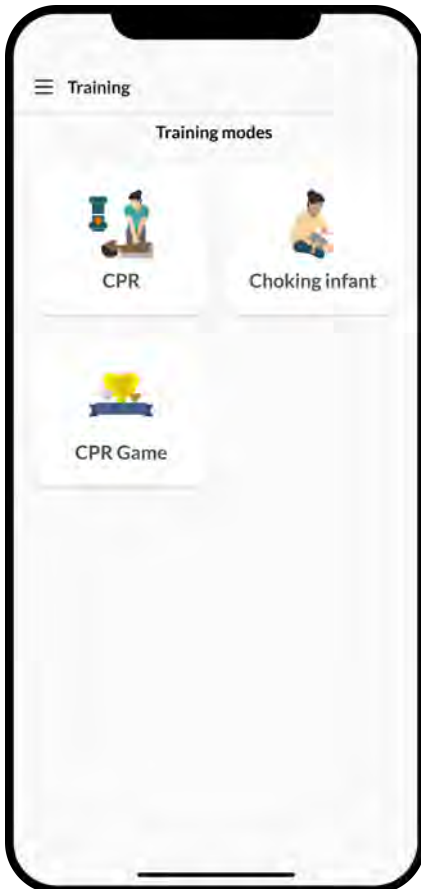 Training
Training modes
CPR
Choking infant
CPR Game